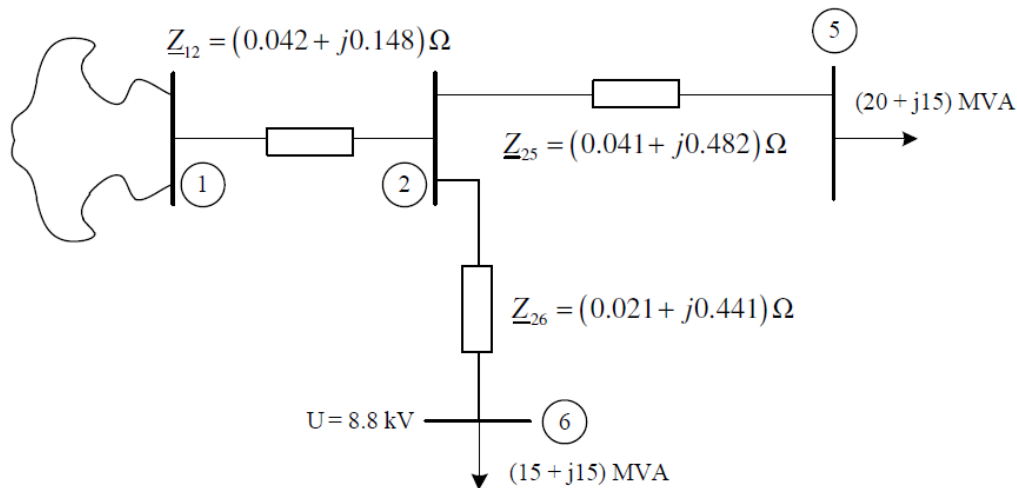 Z₁₂ = (0.042 + j0.148)Ω
5
(20 + j15) MVA
Z₂₅ = (0.041 + j0.482)Ω
1
2
Z₂₆ = (0.021 + j0.441)Ω
U = 8.8 kV
6
(15 + j15) MVA